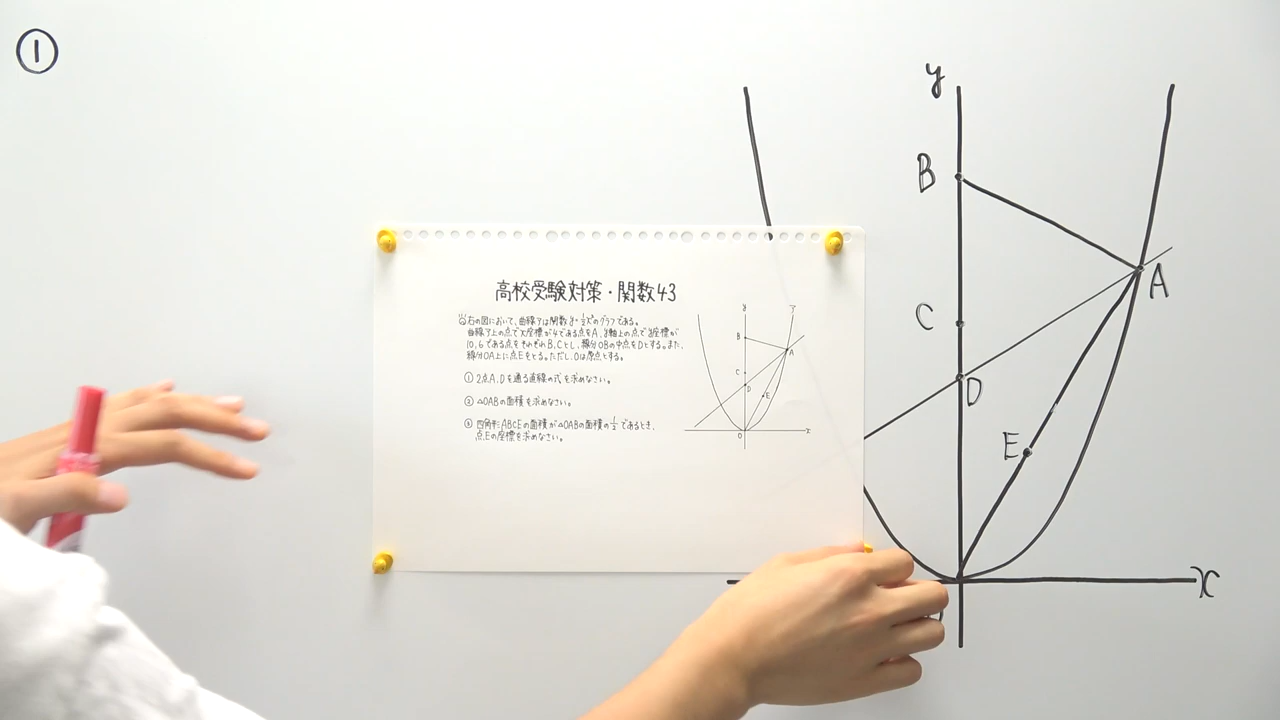 ①
高校受験対策・関数43
右の図において、曲線アは関数y=½x²のグラフである。
曲線ア上の点でx座標が4である点をA、y軸上の点でy座標が
10、6である点をそれぞれB、Cとし、線分OBの中点をDとする。また、
線分OA上に点Eをとる。ただし、Oは原点とする。
① 2点A、Dを通る直線の式を求めなさい。
② △OABの面積を求めなさい。
③ 四角形ABCEの面積が△OABの面積の½であるとき、
点Eの座標を求めなさい。
y
ア
B
A
C
D
E
O
x
y
B
A
C
D
E
x